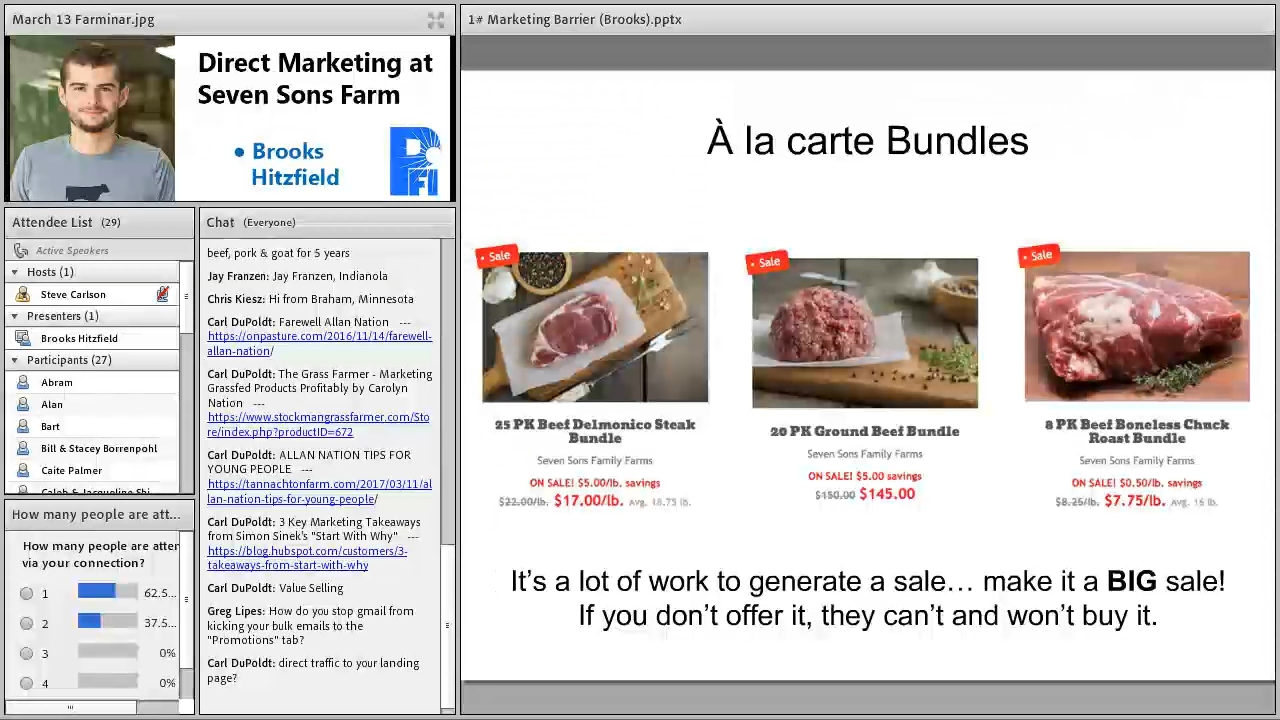 March 13 Farminar.jpg
Direct Marketing at
Seven Sons Farm
• Brooks
Hitzfield
PFI
Attendee List (29)
Active Speakers
Hosts (1)
Steve Carlson
Presenters (1)
Brooks Hitzfield
Participants (27)
Abram
Alan
Bart
Bill & Stacey Borrenpohl
Caite Palmer
Caleb & Jacqueline Shi...
How many people are att...
How many people are atten
via your connection?
1 62.5...
2 37.5...
3 0%
4 0%
Chat (Everyone)
beef, pork & goat for 5 years
Jay Franzen: Jay Franzen, Indianola
Chris Kiesz: Hi from Braham, Minnesota
Carl DuPoldt: Farewell Allan Nation ---
https://onpasture.com/2016/11/14/farewell-
allan-nation/
Carl DuPoldt: The Grass Farmer - Marketing
Grassfed Products Profitably by Carolyn
Nation ---
https://www.stockmangrassfarmer.com/Sto
re/index.php?productID=672
Carl DuPoldt: ALLAN NATION TIPS FOR
YOUNG PEOPLE ---
https://tannachtonfarm.com/2017/03/11/al
lan-nation-tips-for-young-people/
Carl DuPoldt: 3 Key Marketing Takeaways
from Simon Sinek's "Start With Why" ---
https://blog.hubspot.com/customers/3-
takeaways-from-start-with-why
Carl DuPoldt: Value Selling
Greg Lipes: How do you stop gmail from
kicking your bulk emails to the
"Promotions" tab?
Carl DuPoldt: direct traffic to your landing
page?
1# Marketing Barrier (Brooks).pptx
À la carte Bundles
• Sale
25 PK Beef Delmonico Steak
Bundle
Seven Sons Family Farms
ON SALE! $5.00/lb. savings
$22.00/lb. $17.00/lb. Avg. 18.75 lb.
• Sale
20 PK Ground Beef Bundle
Seven Sons Family Farms
ON SALE! $5.00 savings
$150.00 $145.00
• Sale
8 PK Beef Boneless Chuck
Roast Bundle
Seven Sons Family Farms
ON SALE! $0.50/lb. savings
$8.25/lb. $7.75/lb. Avg. 16 lb.
It's a lot of work to generate a sale… make it a BIG sale!
If you don't offer it, they can't and won't buy it.